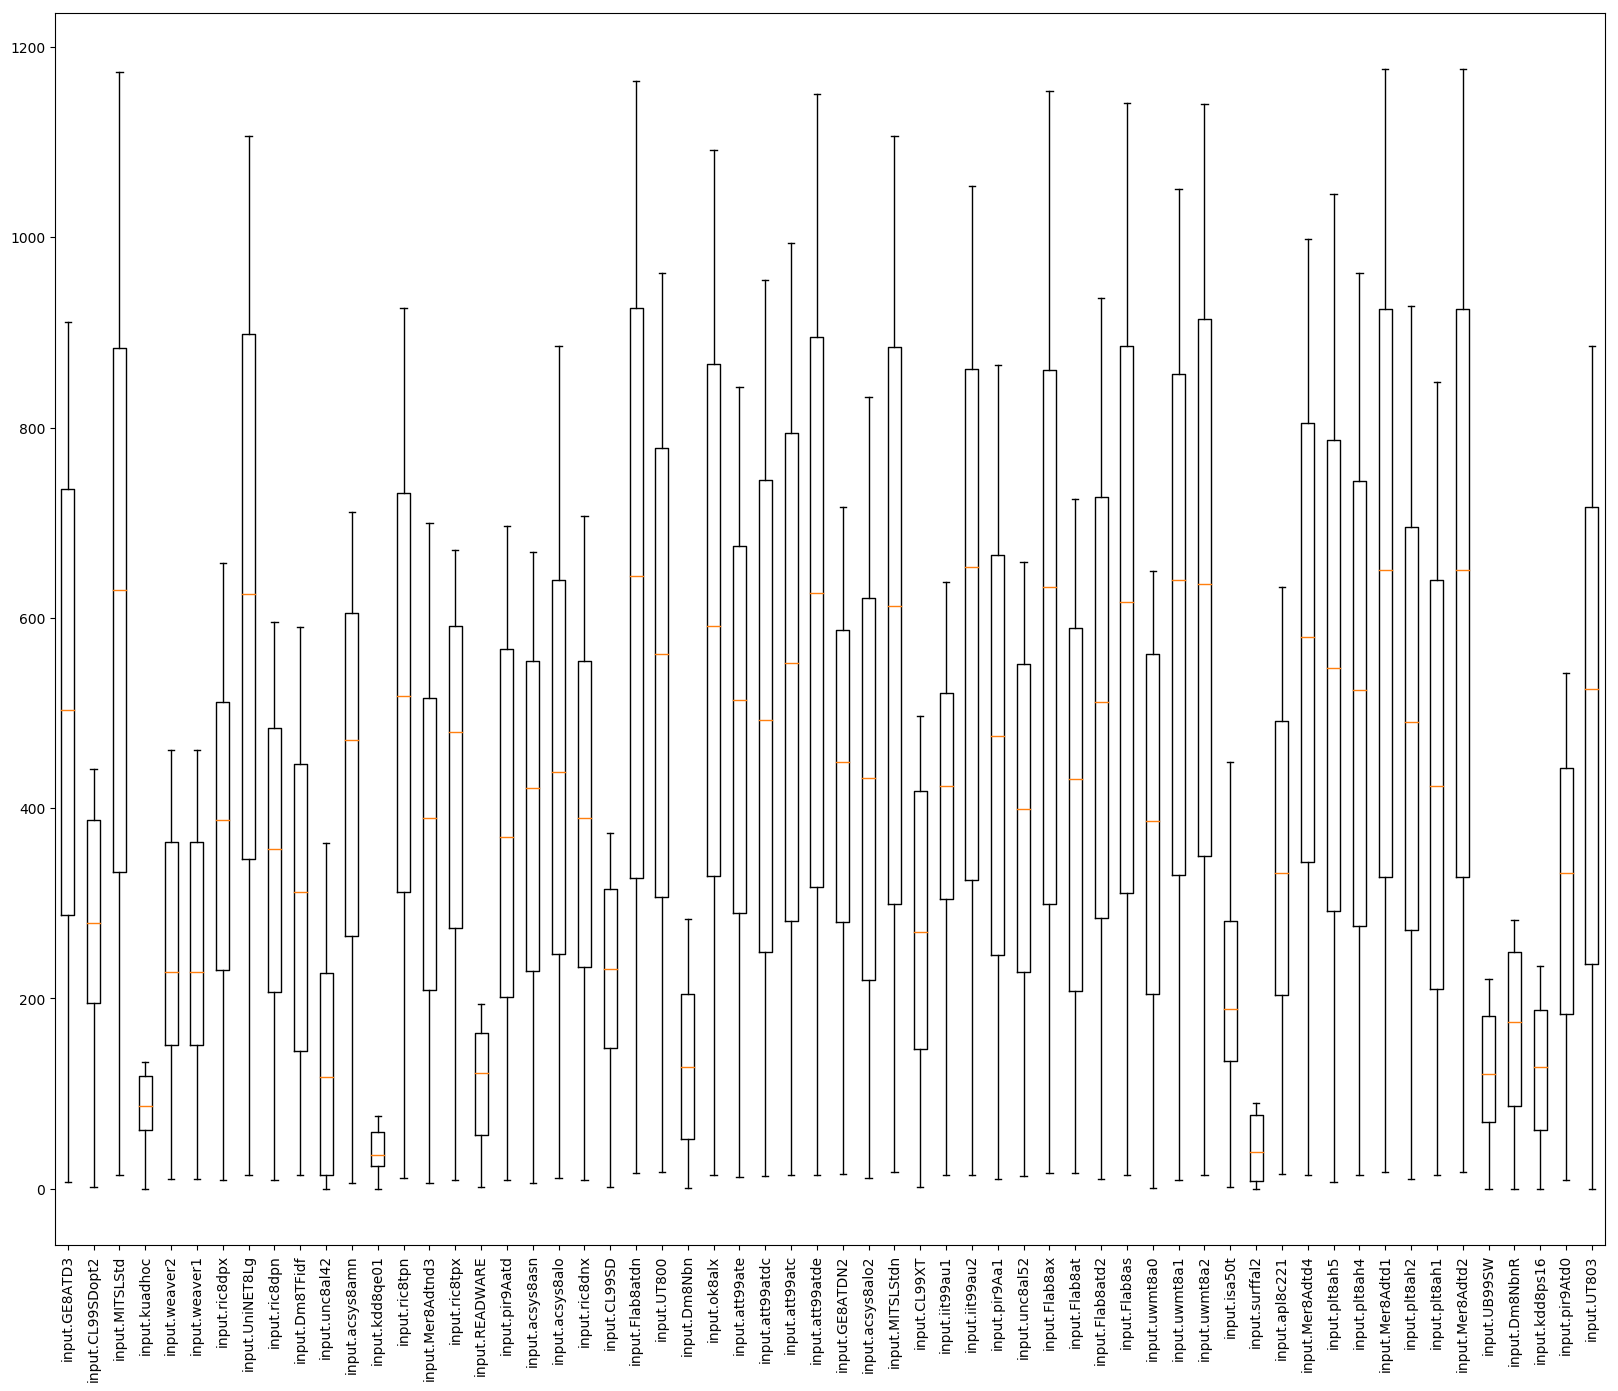 1200
1000
800
600
400
200
0
input.GE8ATD3
input.CL99SDopt2
input.MITSLStd
input.kuadhoc
input.weaver2
input.weaver1
input.ric8dpx
input.UniNET8Lg
input.ric8dpn
input.Dm8TFidf
input.unc8al42
input.acsys8amn
input.kdd8qe01
input.ric8tpn
input.Mer8Adtnd3
input.ric8tpx
input.READWARE
input.pir9Aatd
input.acsys8asn
input.acsys8alo
input.ric8dnx
input.CL99SD
input.Flab8atdn
input.UT800
input.Dm8Nbn
input.ok8alx
input.att99ate
input.att99atdc
input.att99atc
input.att99atde
input.GE8ATDN2
input.acsys8alo2
input.MITSLStdn
input.CL99XT
input.iit99au1
input.iit99au2
input.pir9Aa1
input.unc8al52
input.Flab8ax
input.Flab8at
input.Flab8atd2
input.Flab8as
input.uwmt8a0
input.uwmt8a1
input.uwmt8a2
input.isa50t
input.surffal2
input.apl8c221
input.Mer8Adtd4
input.plt8ah5
input.plt8ah4
input.Mer8Adtd1
input.plt8ah2
input.plt8ah1
input.Mer8Adtd2
input.UB99SW
input.Dm8NbnR
input.kdd8ps16
input.pir9Atd0
input.UT803